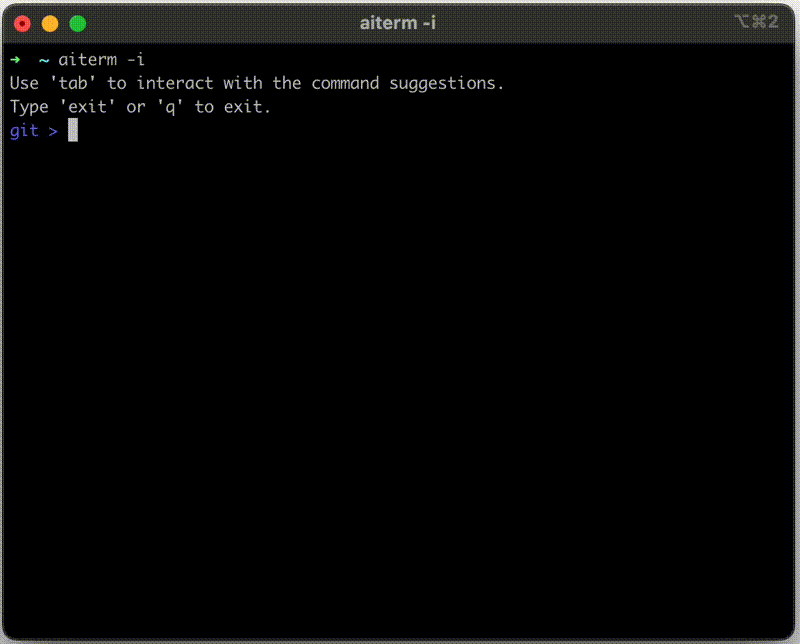 aiterm -i
⌥⌘2
➜ ~ aiterm -i
Use 'tab' to interact with the command suggestions.
Type 'exit' or 'q' to exit.
git >